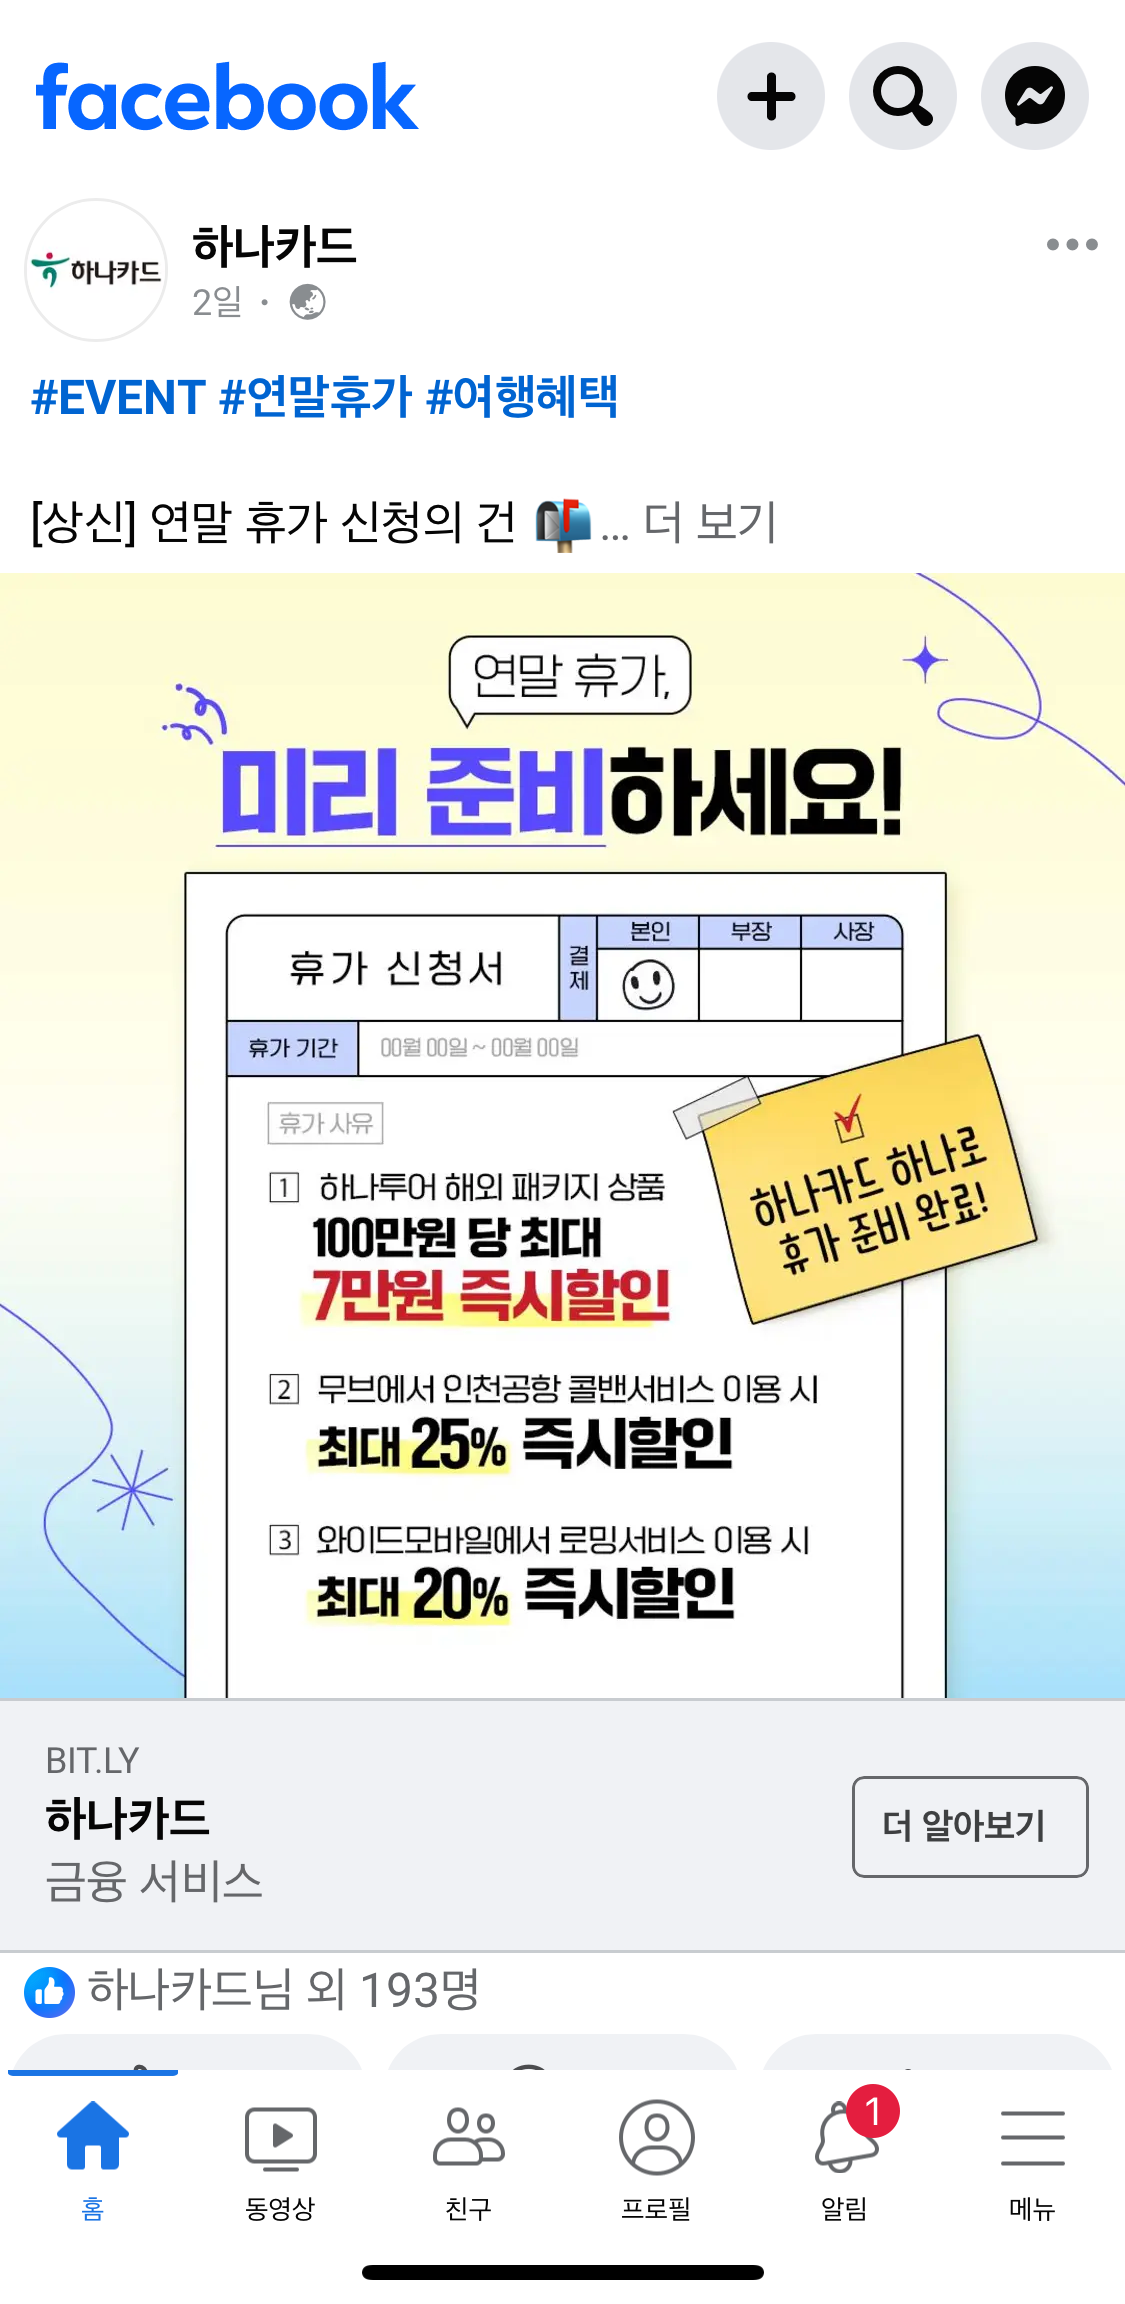 facebook
하나카드
하나카드
2일 ·
#EVENT #연말휴가 #여행혜택
[상신] 연말 휴가 신청의 건 📬... 더 보기
연말 휴가,
미리 준비하세요!
휴가 신청서
결제
본인
부장
사장
휴가 기간
00월 00일 ~ 00월 00일
휴가 사유
1 하나투어 해외 패키지 상품
100만원 당 최대
7만원 즉시할인
하나카드 하나로
휴가 준비 완료!
2 무브에서 인천공항 콜밴서비스 이용 시
최대 25% 즉시할인
3 와이드모바일에서 로밍서비스 이용 시
최대 20% 즉시할인
BIT.LY
하나카드
금융 서비스
더 알아보기
하나카드님 외 193명
1
홈
동영상
친구
프로필
알림
메뉴